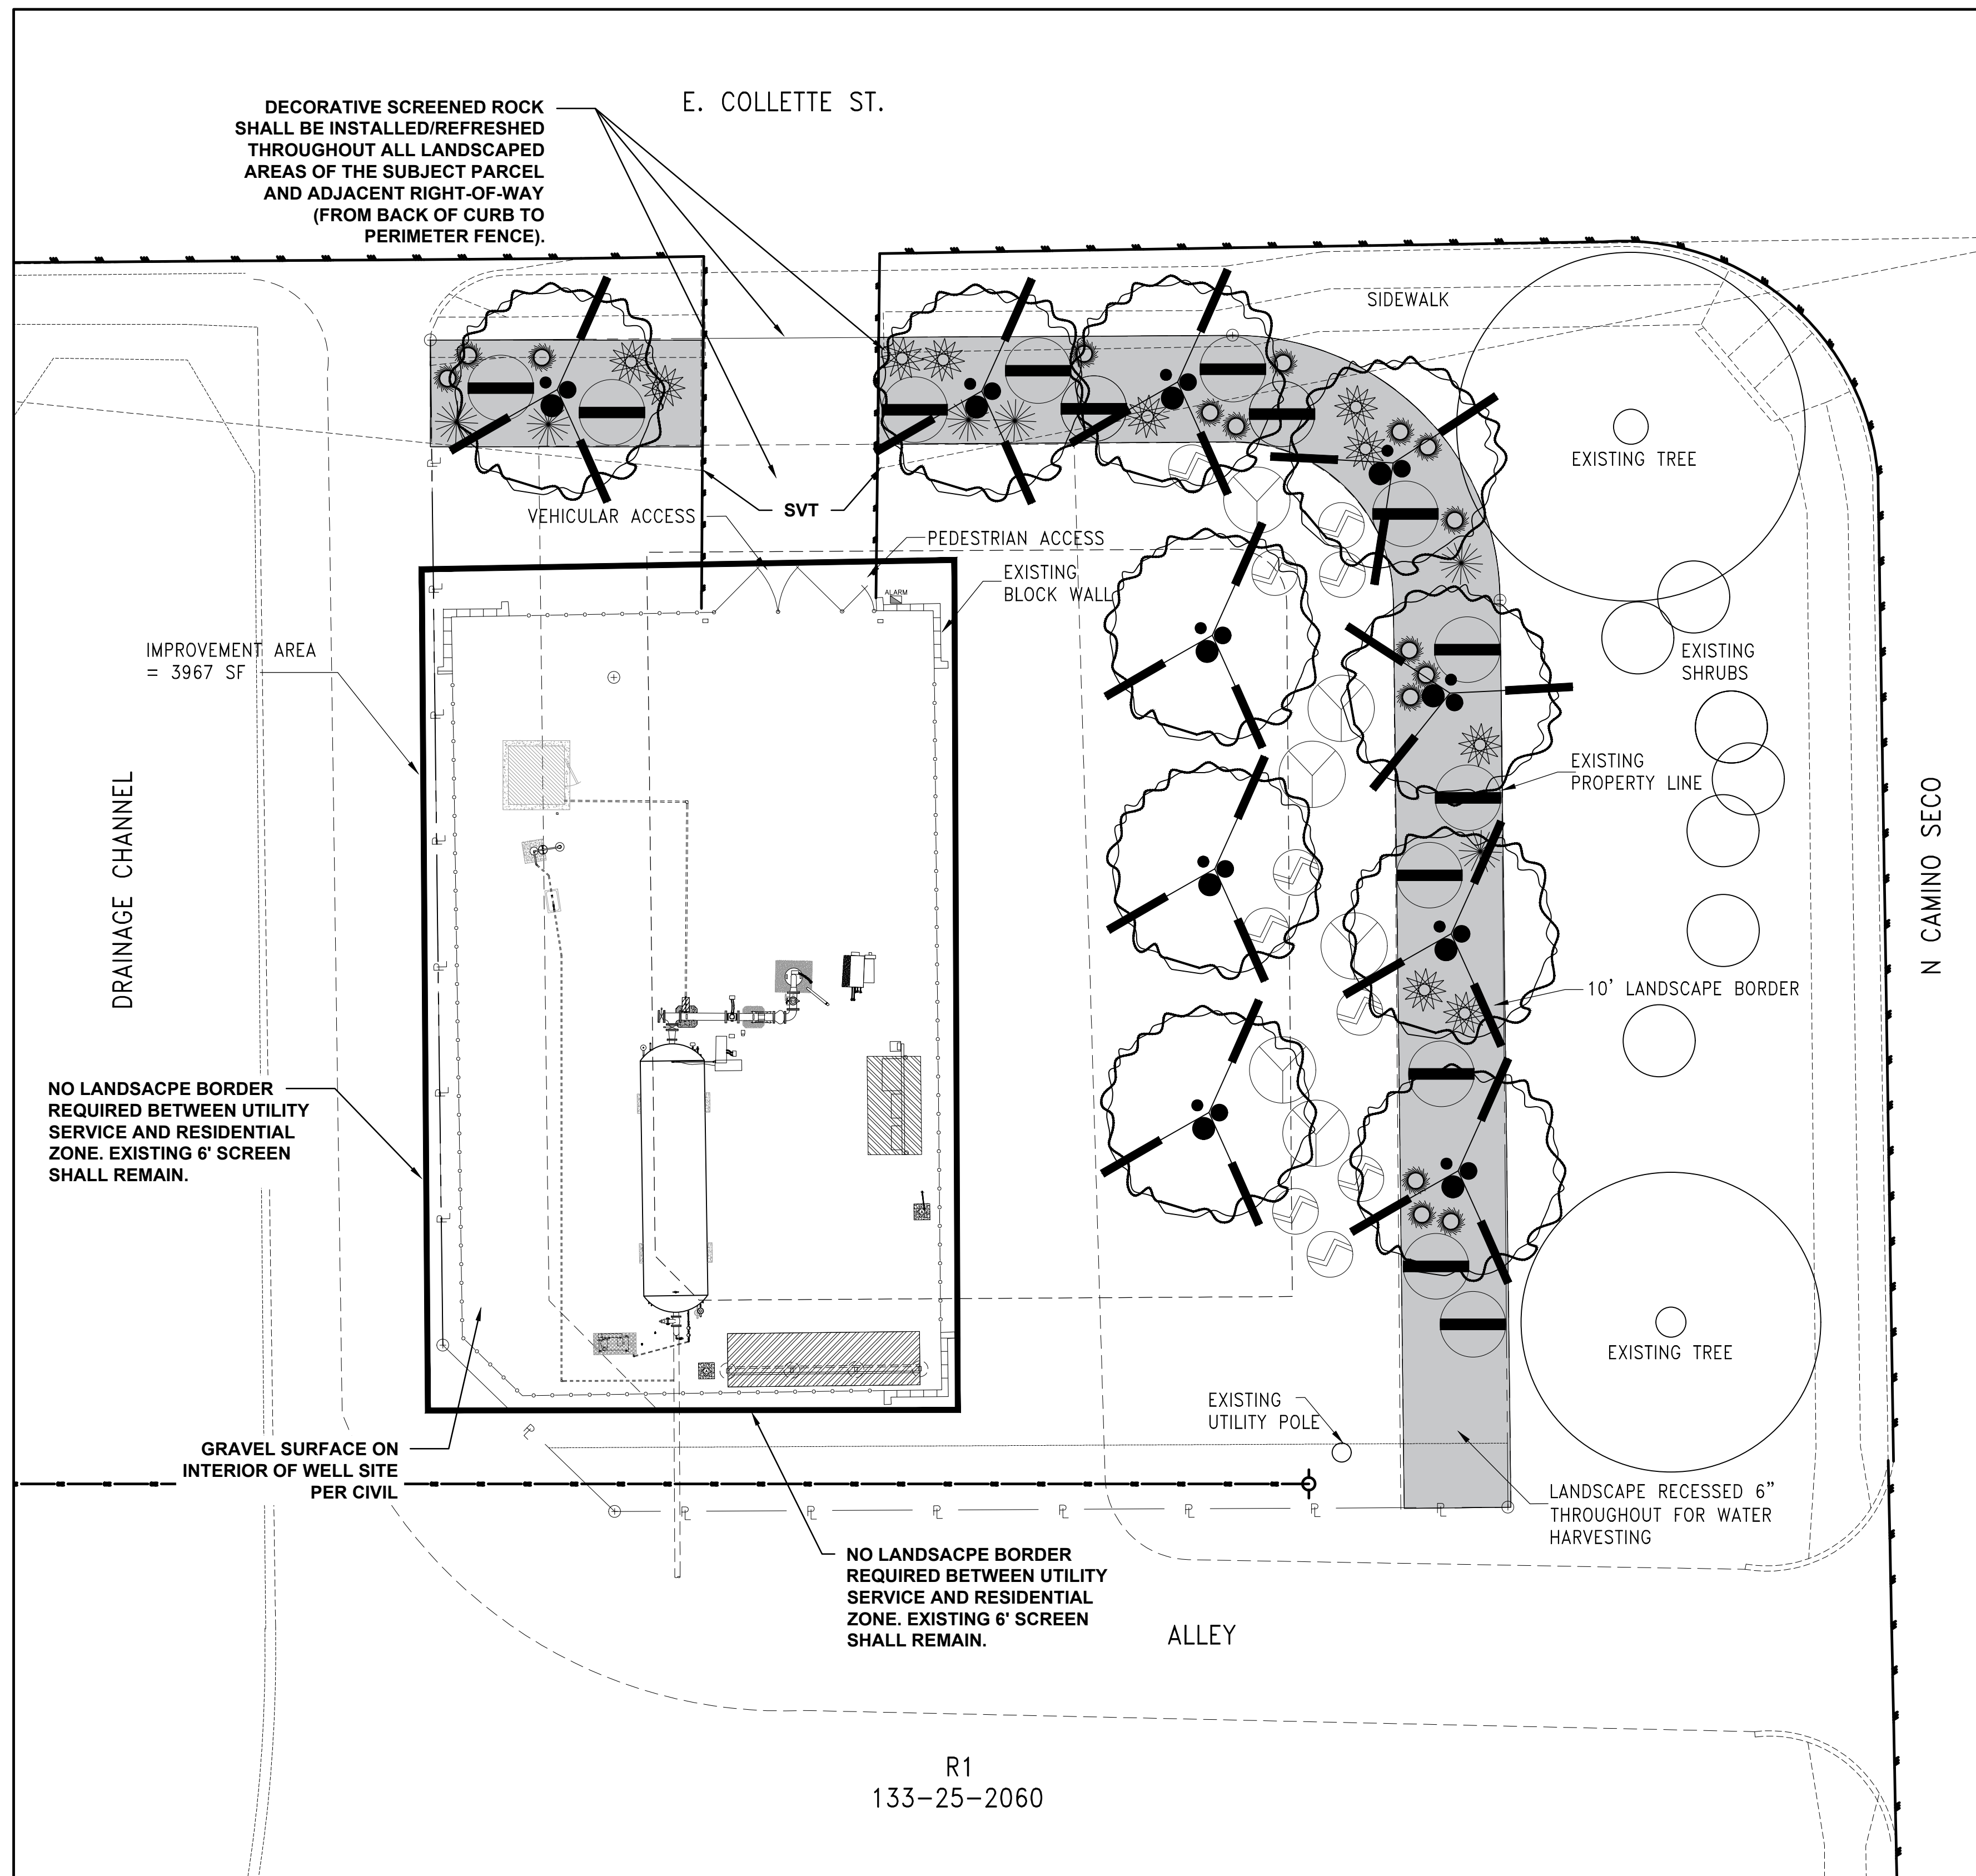 E. COLLETTE ST.
DECORATIVE SCREENED ROCK
SHALL BE INSTALLED/REFRESHED
THROUGHOUT ALL LANDSCAPED
AREAS OF THE SUBJECT PARCEL
AND ADJACENT RIGHT-OF-WAY
(FROM BACK OF CURB TO
PERIMETER FENCE).
SIDEWALK
EXISTING TREE
SVT
VEHICULAR ACCESS
PEDESTRIAN ACCESS
EXISTING
BLOCK WALL
ALARM
IMPROVEMENT AREA
= 3967 SF
EXISTING
SHRUBS
EXISTING
PROPERTY LINE
DRAINAGE CHANNEL
N CAMINO SECO
10' LANDSCAPE BORDER
NO LANDSACPE BORDER
REQUIRED BETWEEN UTILITY
SERVICE AND RESIDENTIAL
ZONE. EXISTING 6' SCREEN
SHALL REMAIN.
EXISTING TREE
EXISTING
UTILITY POLE
GRAVEL SURFACE ON
INTERIOR OF WELL SITE
PER CIVIL
LANDSCAPE RECESSED 6"
THROUGHOUT FOR WATER
HARVESTING
NO LANDSACPE BORDER
REQUIRED BETWEEN UTILITY
SERVICE AND RESIDENTIAL
ZONE. EXISTING 6' SCREEN
SHALL REMAIN.
ALLEY
R1
133-25-2060